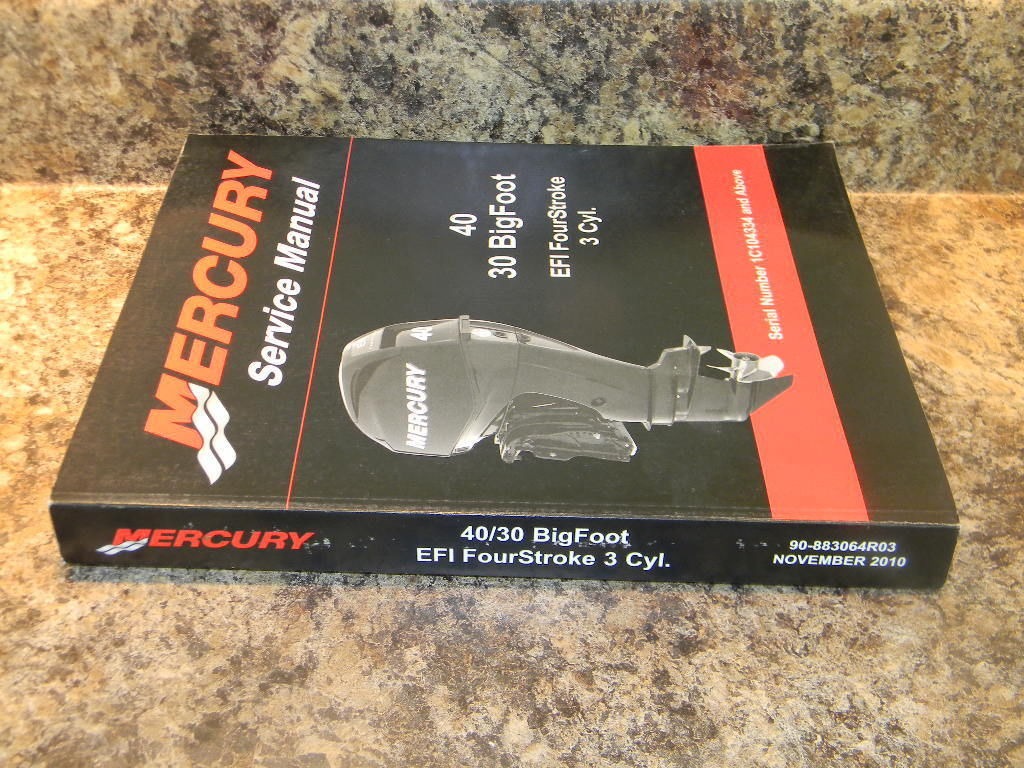 MERCURY
Service Manual
40
30 BigFoot
EFI FourStroke
3 Cyl.
MERCURY
40
Serial Number 1C104334 and Above
MERCURY
40/30 BigFoot
EFI FourStroke 3 Cyl.
90-883064R03
NOVEMBER 2010